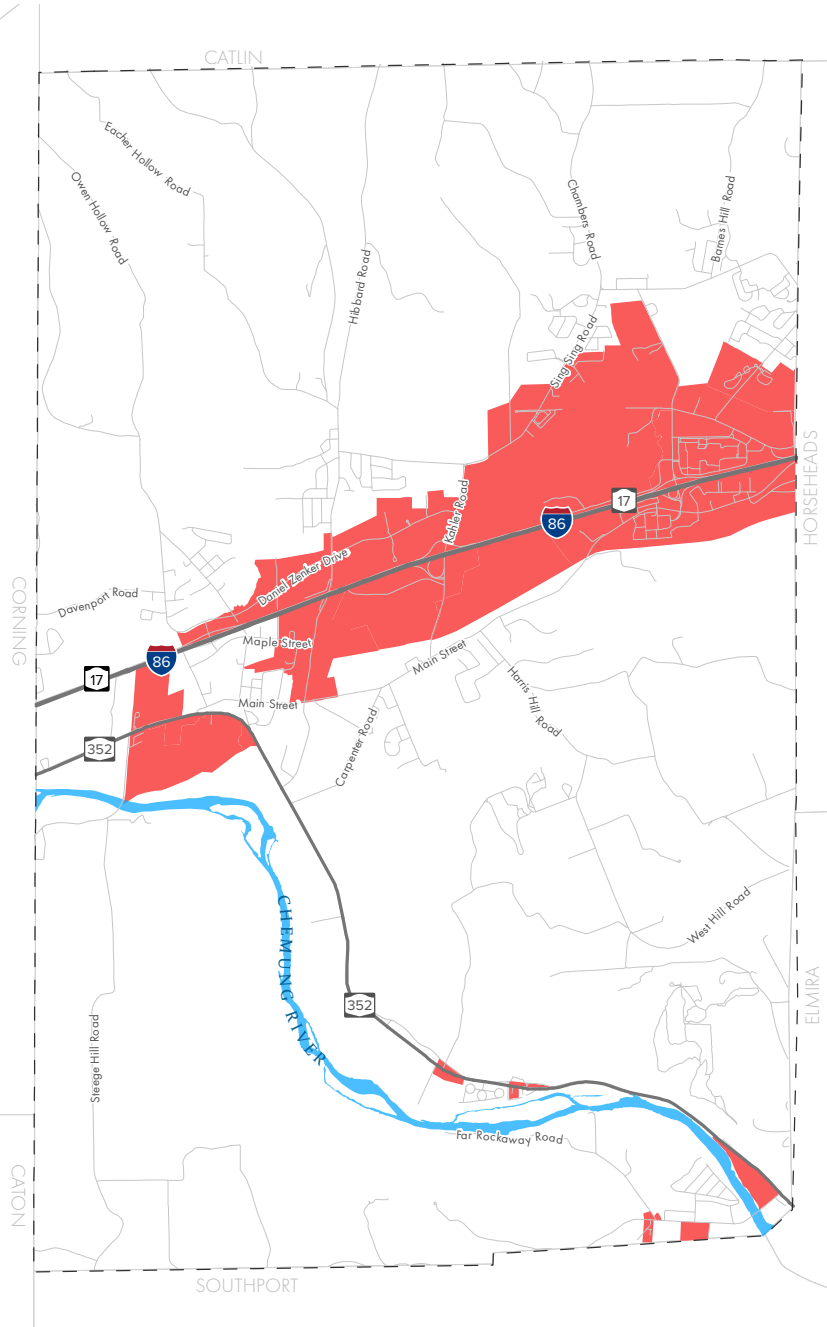 CATLIN
Eacher Hollow Road
Owen Hollow Road
Chambers Road
Barnes Hill Road
Hibbard Road
Sing Sing Road
HORSEHEADS
Kahler Road
17
86
Daniel Zenker Drive
CORNING
Davenport Road
Maple Street
86
17
Main Street
Main Street
Harris Hill Road
352
Carpenter Road
CHEMUNG RIVER
West Hill Road
ELMIRA
352
Steege Hill Road
Far Rockaway Road
CATON
SOUTHPORT